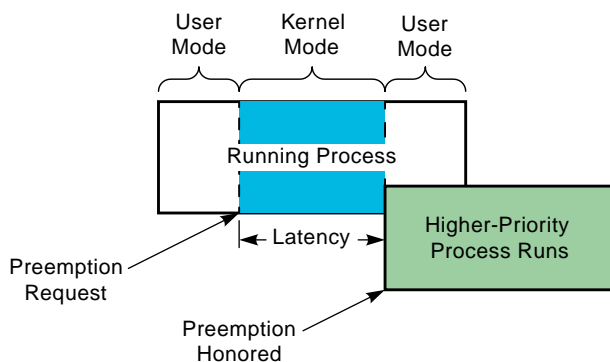 User
Mode
Kernel
Mode
User
Mode
Running Process
Latency
Higher-Priority
Process Runs
Preemption
Request
Preemption
Honored